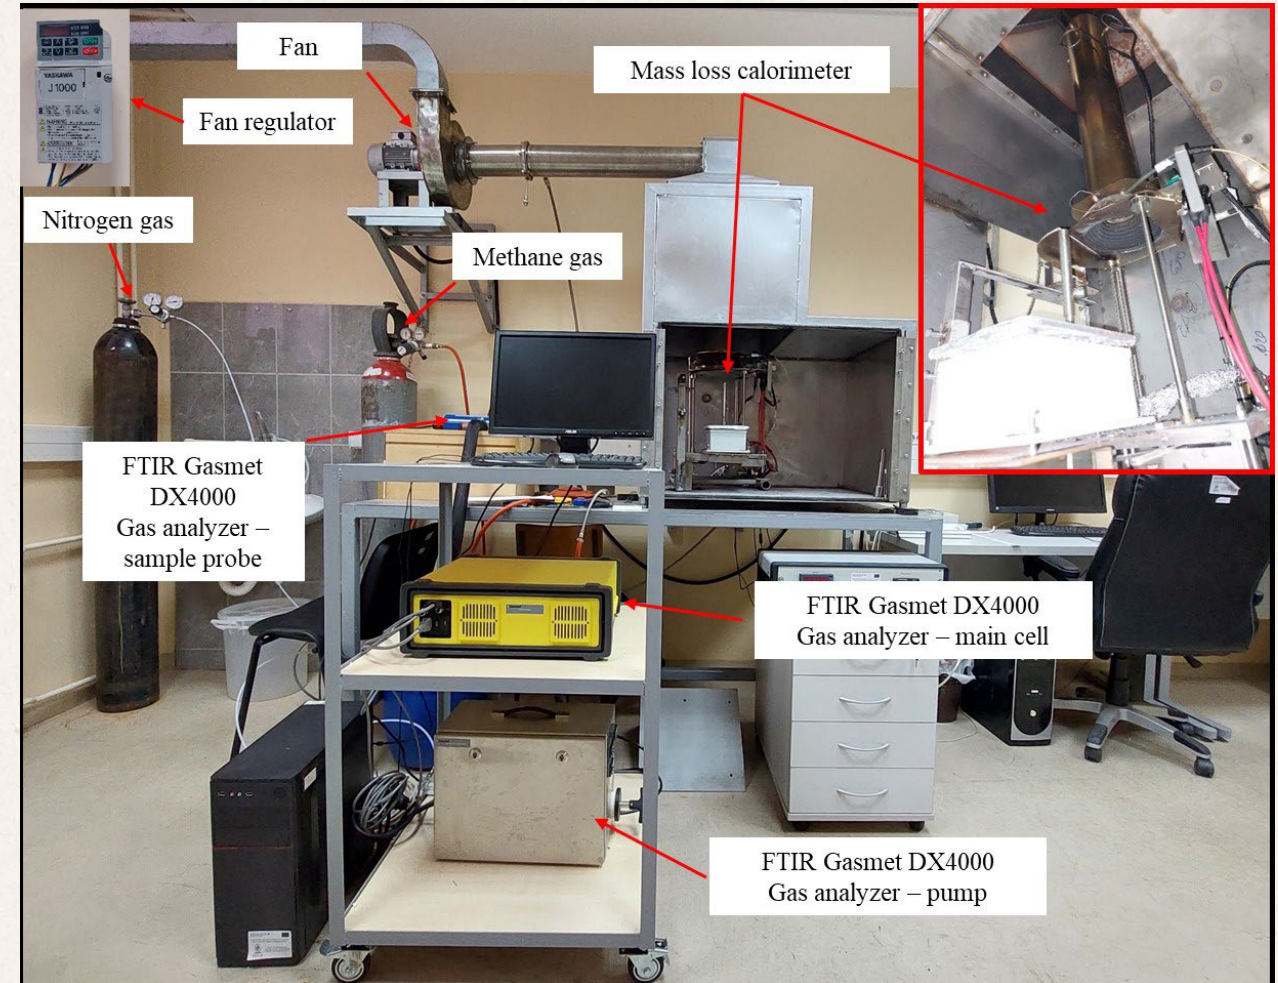 YASKAWA
J1000
Fan
Mass loss calorimeter
Fan regulator
Nitrogen gas
Methane gas
FTIR Gasmet
DX4000
Gas analyzer –
sample probe
FTIR Gasmet DX4000
Gas analyzer – main cell
FTIR Gasmet DX4000
Gas analyzer – pump